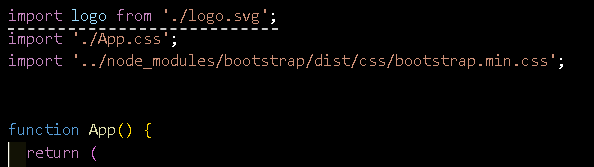 import logo from './logo.svg';
import './App.css';
import '../node_modules/bootstrap/dist/css/bootstrap.min.css';
function App() {
return (